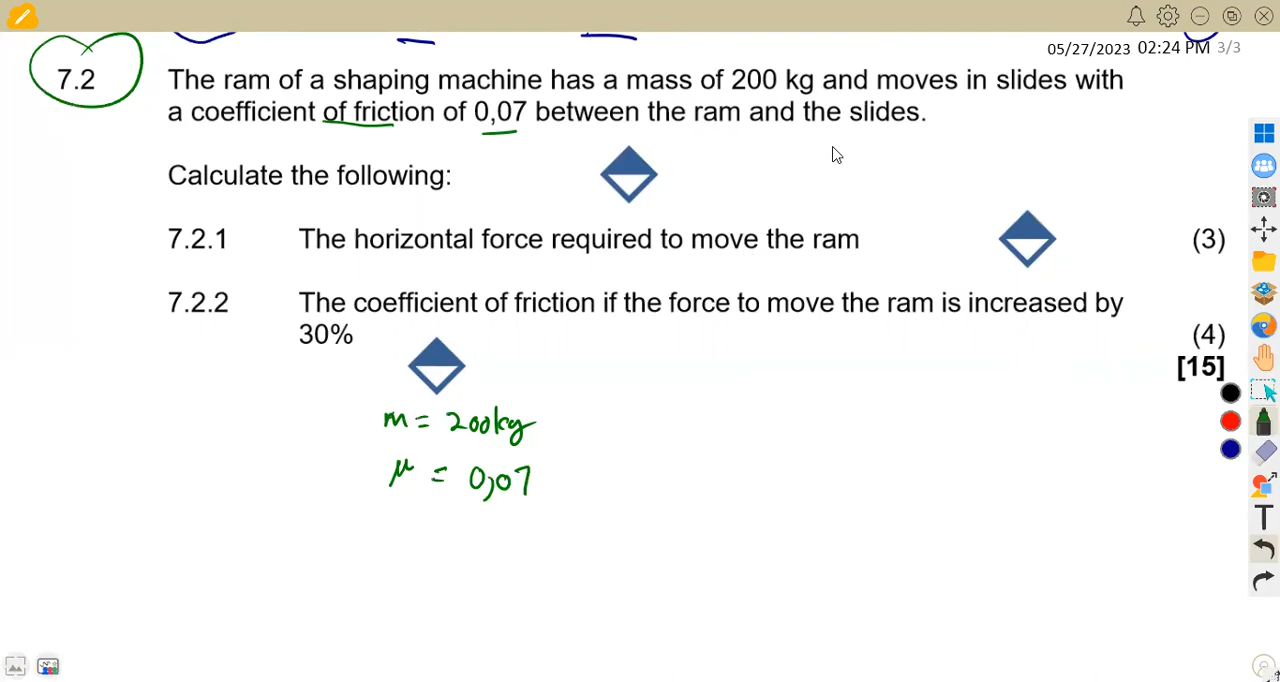 05/27/2023 02:24 PM 3/3
7.2 The ram of a shaping machine has a mass of 200 kg and moves in slides with
a coefficient of friction of 0,07 between the ram and the slides.
Calculate the following:
7.2.1 The horizontal force required to move the ram (3)
7.2.2 The coefficient of friction if the force to move the ram is increased by
30% (4)
[15]
m = 200kg
μ = 0,07
T